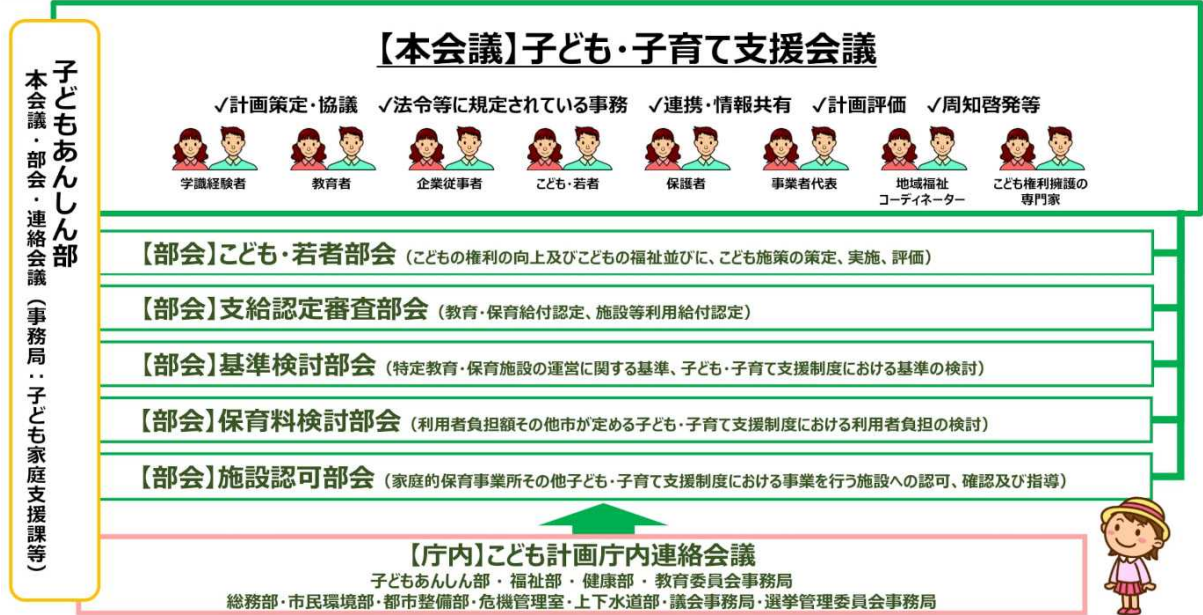 子どもあんしん部
本会議・部会・連絡会議（事務局：子ども家庭支援課等）
【本会議】子ども・子育て支援会議
✓計画策定・協議 ✓法令等に規定されている事務 ✓連携・情報共有 ✓計画評価 ✓周知啓発等
学識経験者 教育者 企業従事者 こども・若者 保護者 事業者代表 地域福祉コーディネーター こども権利擁護の専門家
【部会】こども・若者部会（こどもの権利の向上及びこどもの福祉並びに、こども施策の策定、実施、評価）
【部会】支給認定審査部会（教育・保育給付認定、施設等利用給付認定）
【部会】基準検討部会（特定教育・保育施設の運営に関する基準、子ども・子育て支援制度における基準の検討）
【部会】保育料検討部会（利用者負担額その他市が定める子ども・子育て支援制度における利用者負担の検討）
【部会】施設認可部会（家庭的保育事業所その他子ども・子育て支援制度における事業を行う施設への認可、確認及び指導）
【庁内】こども計画庁内連絡会議
子どもあんしん部・福祉部・健康部・教育委員会事務局
総務部・市民環境部・都市整備部・危機管理室・上下水道部・議会事務局・選挙管理委員会事務局